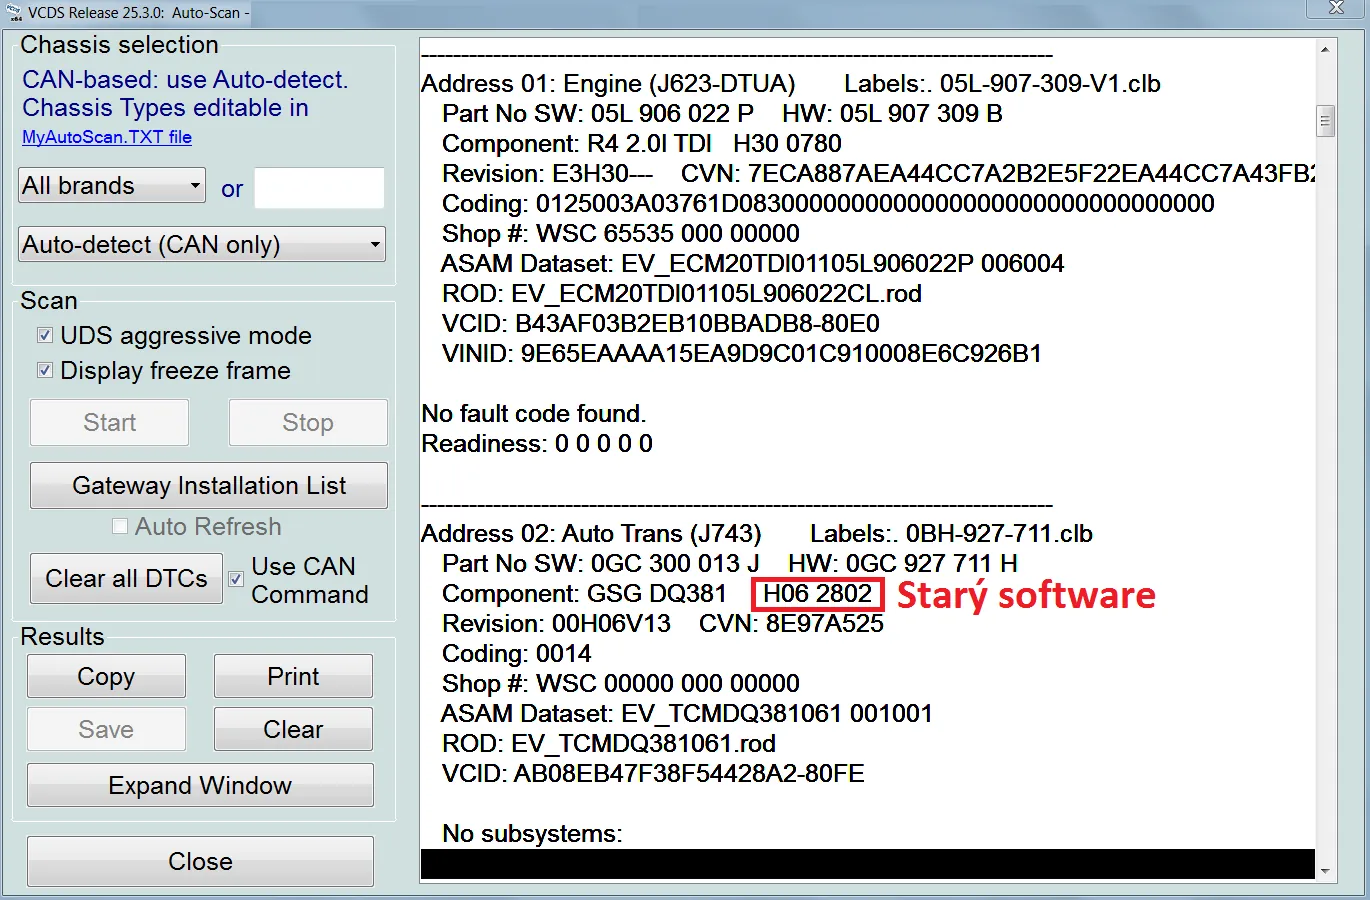 VCDS Release 25.3.0: Auto-Scan -
Chassis selection
CAN-based: use Auto-detect.
Chassis Types editable in
MyAutoScan.TXT file
All brands or
Auto-detect (CAN only)
Scan
UDS aggressive mode
Display freeze frame
Start Stop
Gateway Installation List
Auto Refresh
Clear all DTCs
Use CAN
Command
Results
Copy Print
Save Clear
Expand Window
Close
-------------------------------------------------------------------------------
Address 01: Engine (J623-DTUA) Labels:. 05L-907-309-V1.clb
Part No SW: 05L 906 022 P HW: 05L 907 309 B
Component: R4 2.0l TDI H30 0780
Revision: E3H30--- CVN: 7ECA887AEA44CC7A2B2E5F22EA44CC7A43FB2
Coding: 0125003A03761D08300000000000000000000000000000
Shop #: WSC 65535 000 00000
ASAM Dataset: EV_ECM20TDI01105L906022P 006004
ROD: EV_ECM20TDI01105L906022CL.rod
VCID: B43AF03B2EB10BBADB8-80E0
VINID: 9E65EAAAA15EA9D9C01C910008E6C926B1
No fault code found.
Readiness: 0 0 0 0 0
-------------------------------------------------------------------------------
Address 02: Auto Trans (J743) Labels:. 0BH-927-711.clb
Part No SW: 0GC 300 013 J HW: 0GC 927 711 H
Component: GSG DQ381 H06 2802 Starý software
Revision: 00H06V13 CVN: 8E97A525
Coding: 0014
Shop #: WSC 00000 000 00000
ASAM Dataset: EV_TCMDQ381061 001001
ROD: EV_TCMDQ381061.rod
VCID: AB08EB47F38F54428A2-80FE
No subsystems: